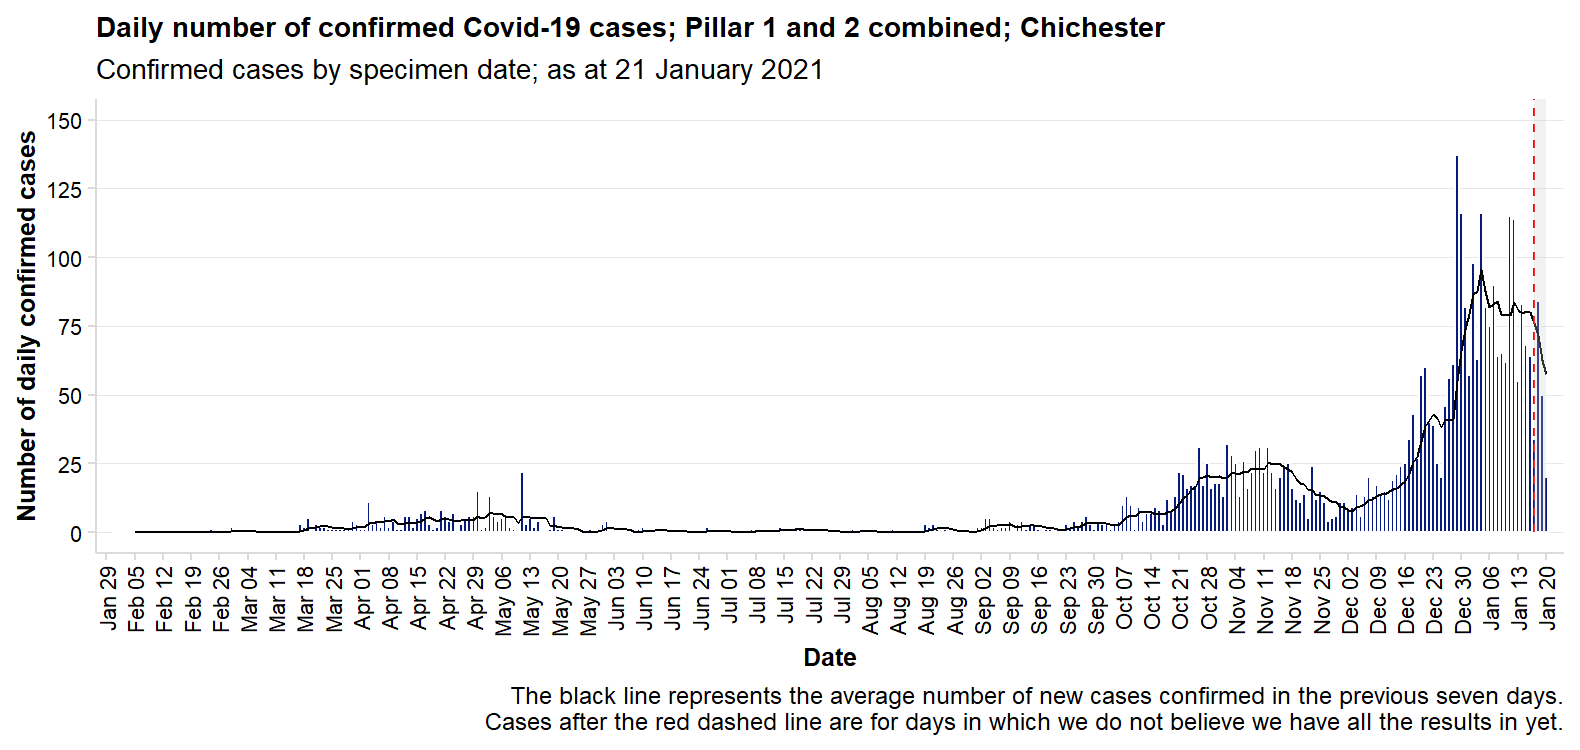 Daily number of confirmed Covid-19 cases; Pillar 1 and 2 combined; Chichester
Confirmed cases by specimen date; as at 21 January 2021
Number of daily confirmed cases
150
125
100
75
50
25
0
Jan 29
Feb 05
Feb 12
Feb 19
Feb 26
Mar 04
Mar 11
Mar 18
Mar 25
Apr 01
Apr 08
Apr 15
Apr 22
Apr 29
May 06
May 13
May 20
May 27
Jun 03
Jun 10
Jun 17
Jun 24
Jul 01
Jul 08
Jul 15
Jul 22
Jul 29
Aug 05
Aug 12
Aug 19
Aug 26
Sep 02
Sep 09
Sep 16
Sep 23
Sep 30
Oct 07
Oct 14
Oct 21
Oct 28
Nov 04
Nov 11
Nov 18
Nov 25
Dec 02
Dec 09
Dec 16
Dec 23
Dec 30
Jan 06
Jan 13
Jan 20
Date
The black line represents the average number of new cases confirmed in the previous seven days.
Cases after the red dashed line are for days in which we do not believe we have all the results in yet.